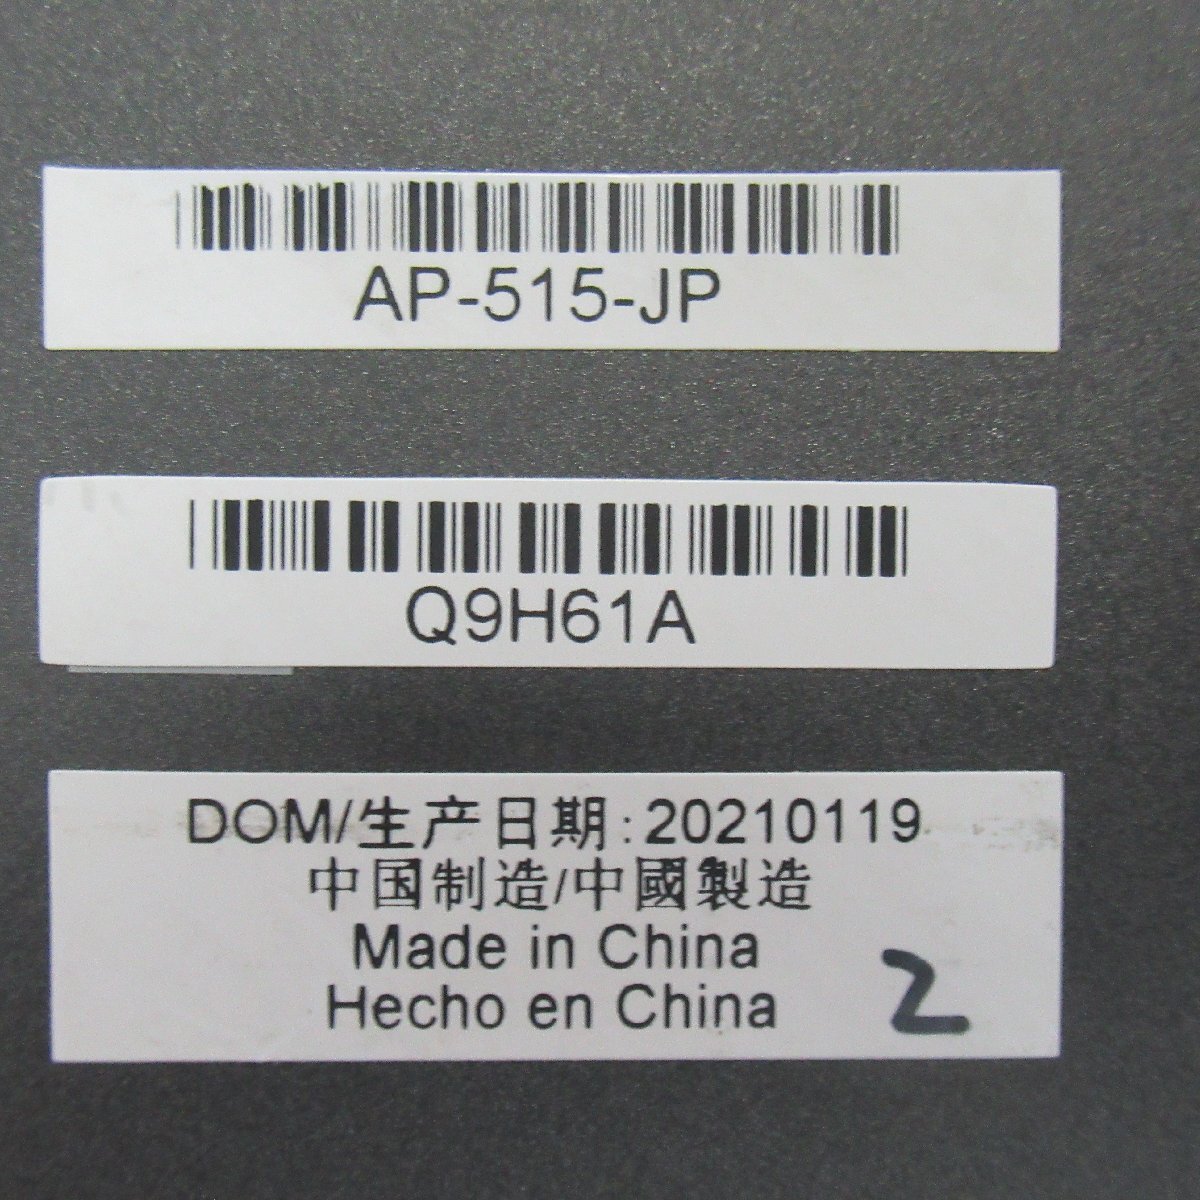 AP-515-JP
Q9H61A
DOM/生产日期:20210119
中国制造/中國製造
Made in China
Hecho en China
2